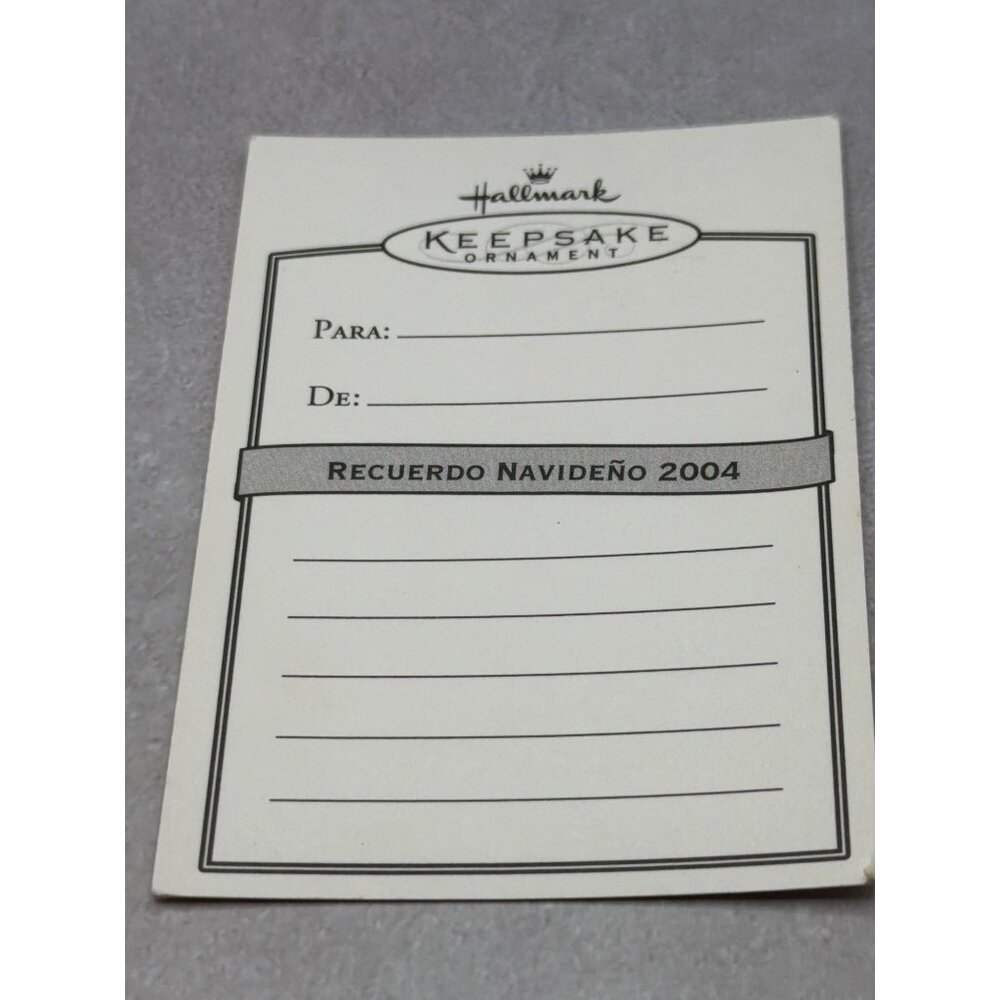 Hallmark
KEEPSAKE
ORNAMENT
PARA:
DE:
RECUERDO NAVIDEÑO 2004